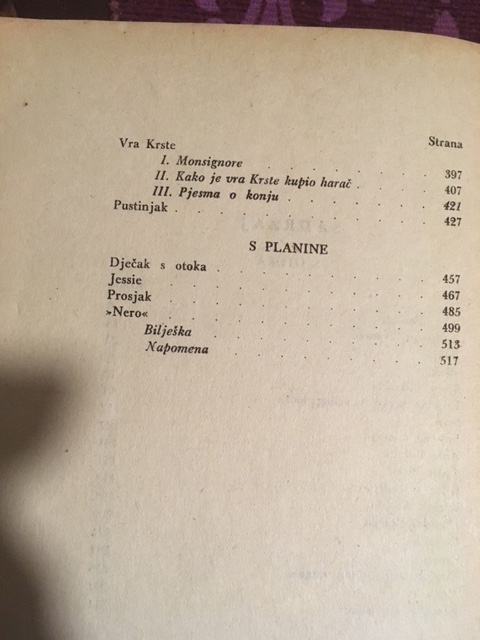 Strana
Vra Krste
I. Monsignore . . . . . . . . . . 397
II. Kako je vra Krste kupio harač . . . . . 407
III. Pjesma o konju . . . . . . . . 421
Pustinjak . . . . . . . . . . . . . 427
S PLANINE
Dječak s otoka . . . . . . . . . . . 457
Jessie . . . . . . . . . . . . . . 467
Prosjak . . . . . . . . . . . . . 485
»Nero« . . . . . . . . . . . . . 499
Bilješka . . . . . . . . . . . 513
Napomena . . . . . . . . . . 517